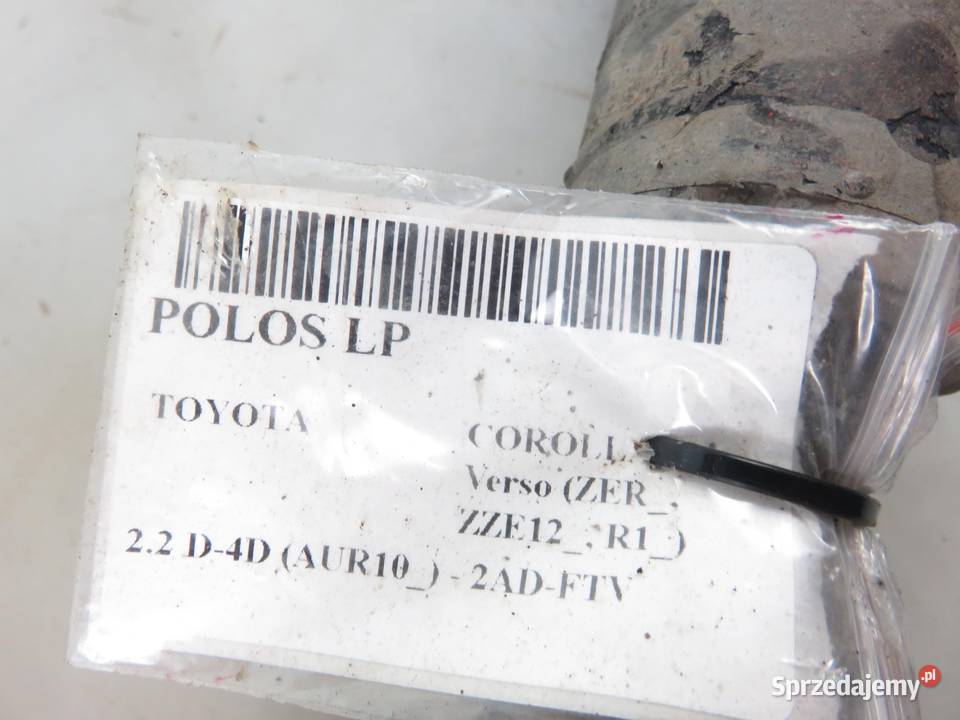 POLOS LP
TOYOTA
COROLL
Verso (ZER_,
ZZE12_, R1_)
2.2 D-4D (AUR10_) - 2AD-FTV
Sprzedajemy.pl